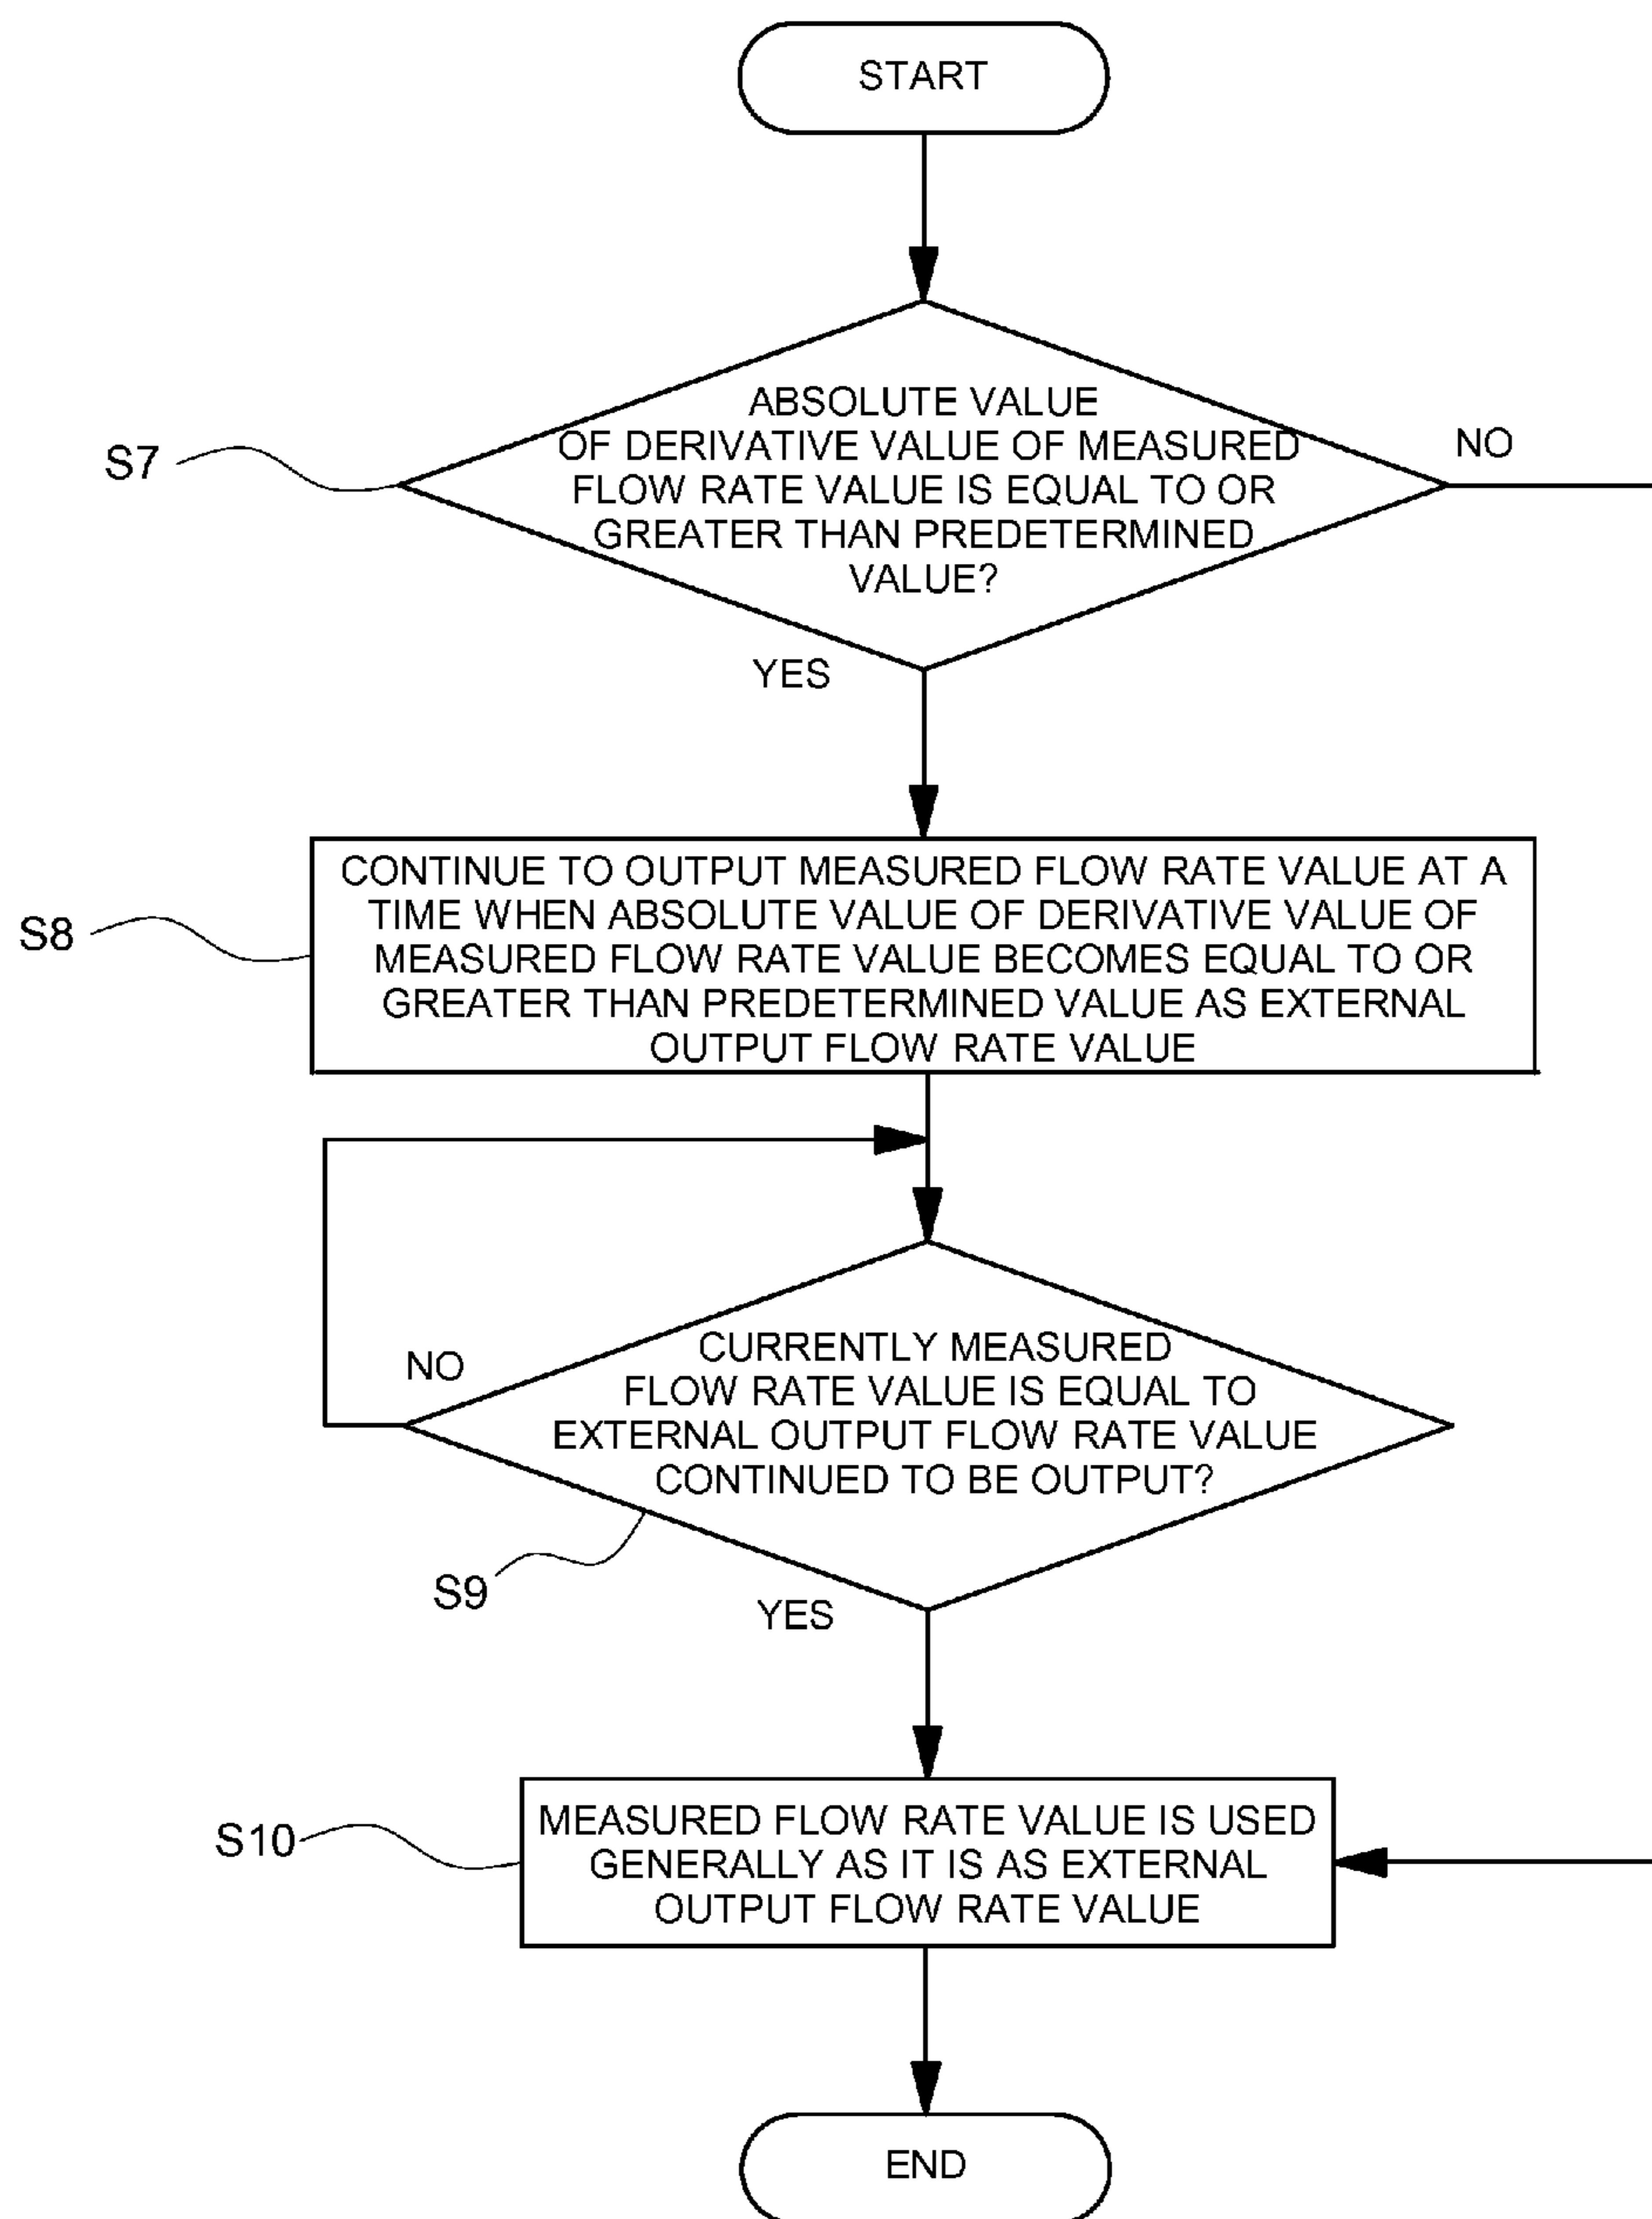 START
ABSOLUTE VALUE
OF DERIVATIVE VALUE OF MEASURED
FLOW RATE VALUE IS EQUAL TO OR
GREATER THAN PREDETERMINED
VALUE?
NO
S7
YES
CONTINUE TO OUTPUT MEASURED FLOW RATE VALUE AT A
TIME WHEN ABSOLUTE VALUE OF DERIVATIVE VALUE OF
MEASURED FLOW RATE VALUE BECOMES EQUAL TO OR
GREATER THAN PREDETERMINED VALUE AS EXTERNAL
OUTPUT FLOW RATE VALUE
S8
NO
CURRENTLY MEASURED
FLOW RATE VALUE IS EQUAL TO
EXTERNAL OUTPUT FLOW RATE VALUE
CONTINUED TO BE OUTPUT?
S9
YES
MEASURED FLOW RATE VALUE IS USED
GENERALLY AS IT IS AS EXTERNAL
OUTPUT FLOW RATE VALUE
S10
END